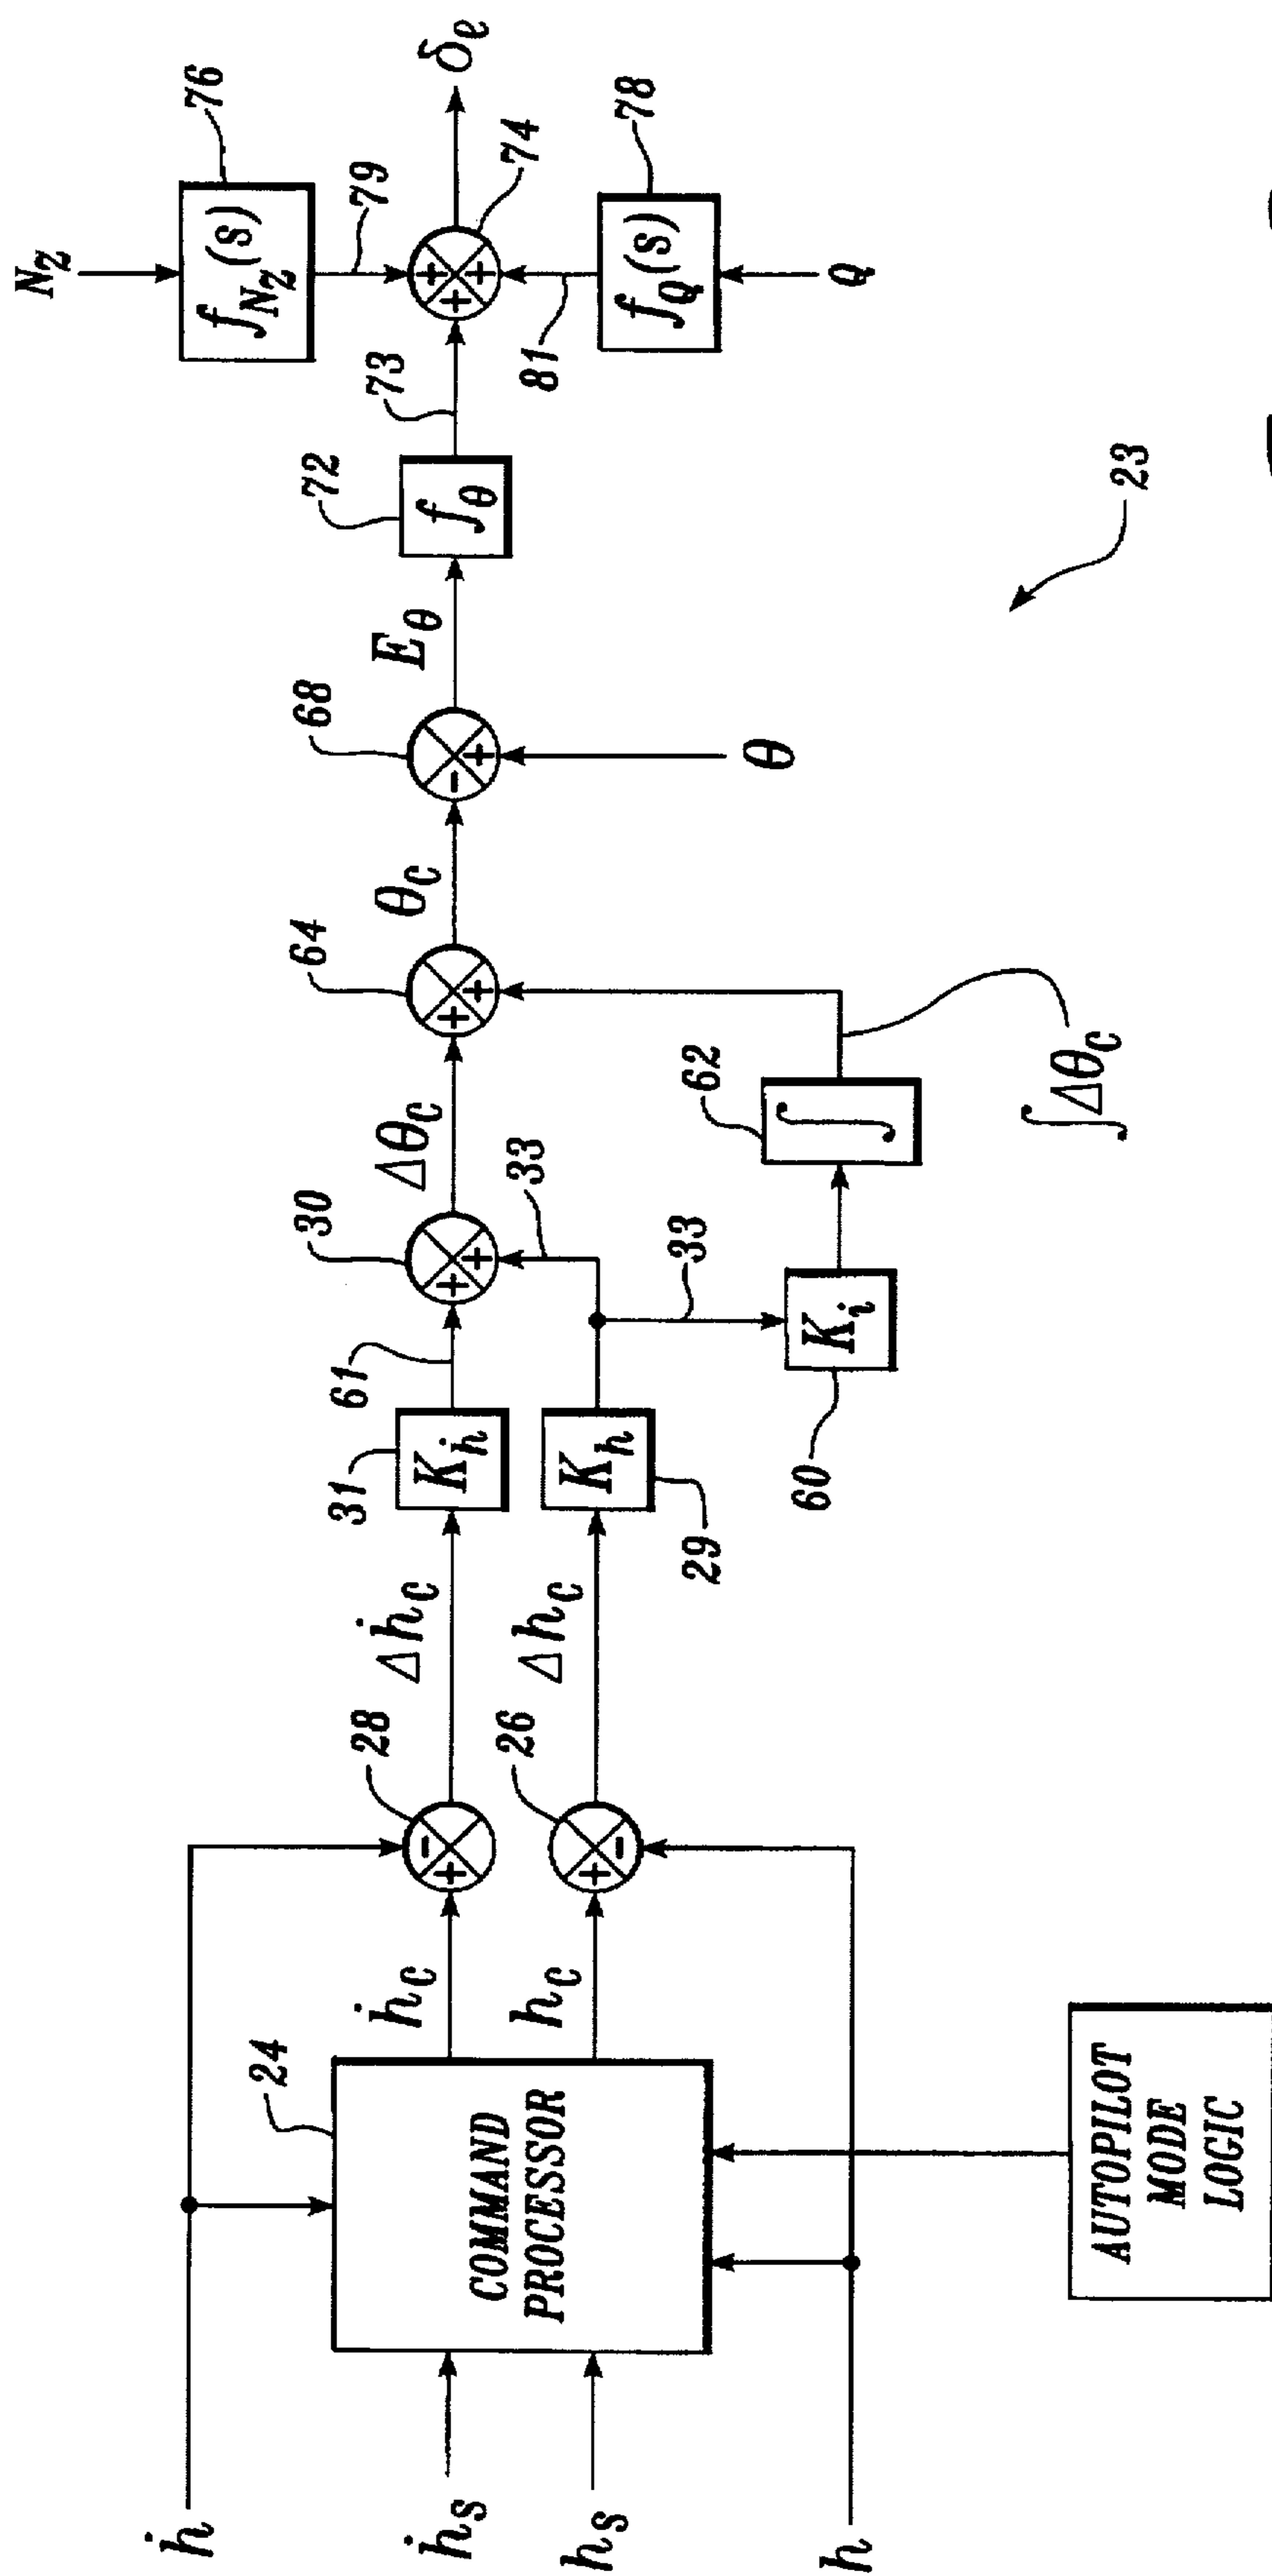 ḣ
ḣs
hs
h
24
COMMAND
PROCESSOR
AUTOPILOT
MODE
LOGIC
ḣc
hc
28
-
+
26
+
-
Δḣc
Δhc
31
Kḣ
Kh
29
61
30
+
+
33
33
Ki
60
Δθc
62
∫
∫Δθc
64
+
+
θc
68
-
+
θ
Eθ
72
fθ
73
Nz
76
fNz(s)
79
+
+
+
74
81
fQ(s)
78
Q
δe
23